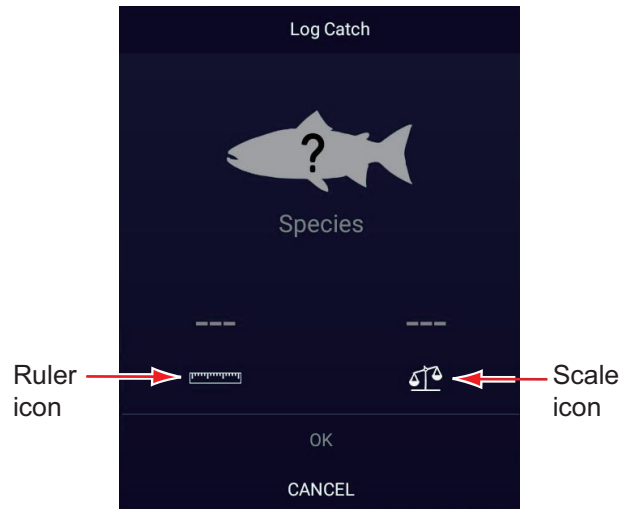 Log Catch
?
Species
--- ---
Ruler
icon
Scale
icon
OK
CANCEL